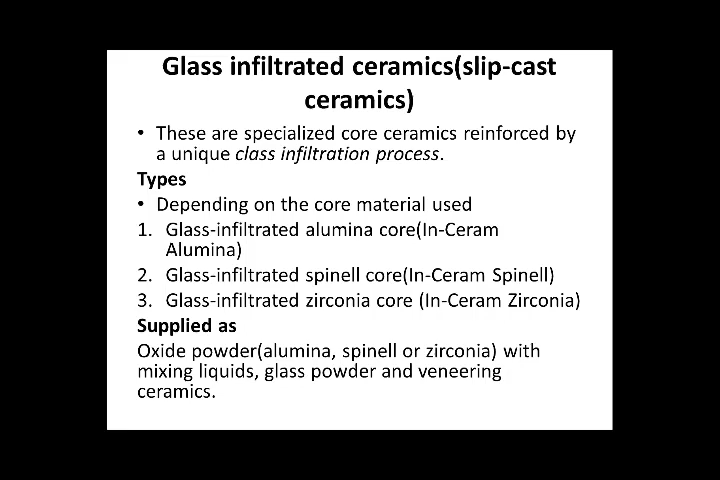 Glass infiltrated ceramics(slip-cast
ceramics)
• These are specialized core ceramics reinforced by
a unique class infiltration process.
Types
• Depending on the core material used
1. Glass-infiltrated alumina core(In-Ceram
Alumina)
2. Glass-infiltrated spinell core(In-Ceram Spinell)
3. Glass-infiltrated zirconia core (In-Ceram Zirconia)
Supplied as
Oxide powder(alumina, spinell or zirconia) with
mixing liquids, glass powder and veneering
ceramics.